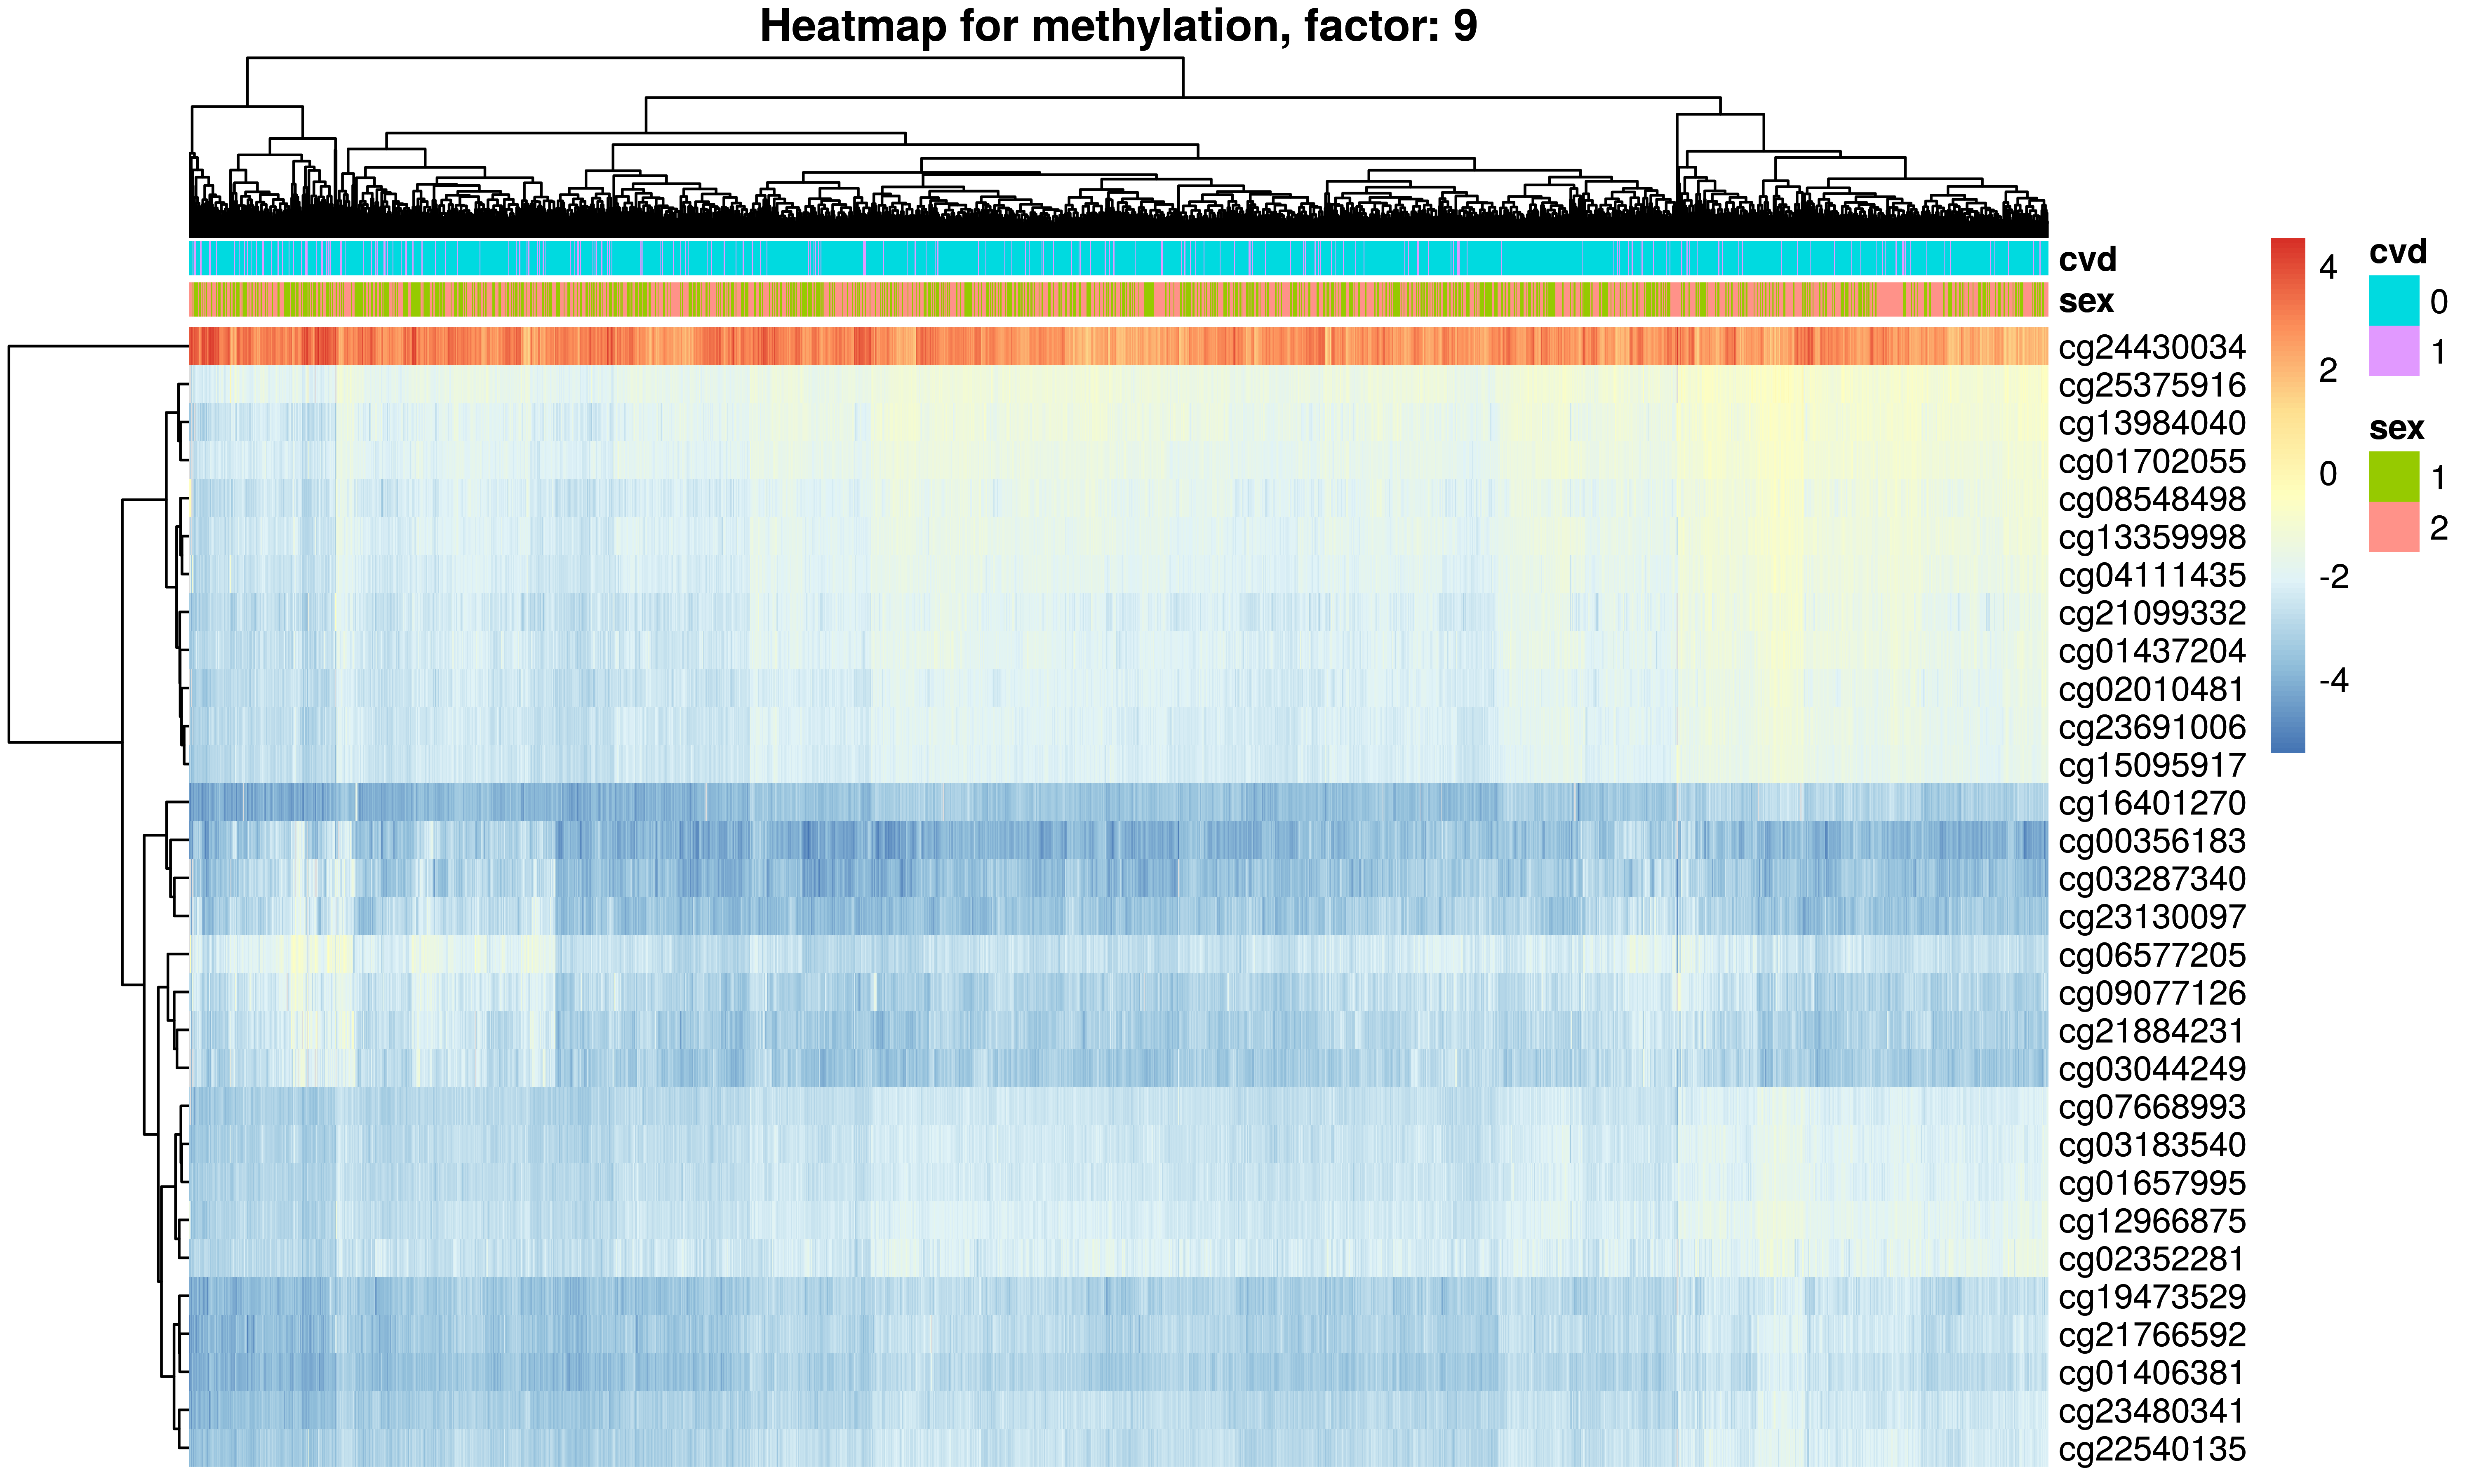 Heatmap for methylation, factor: 9
cvd
sex
cg24430034
cg25375916
cg13984040
cg01702055
cg08548498
cg13359998
cg04111435
cg21099332
cg01437204
cg02010481
cg23691006
cg15095917
cg16401270
cg00356183
cg03287340
cg23130097
cg06577205
cg09077126
cg21884231
cg03044249
cg07668993
cg03183540
cg01657995
cg12966875
cg02352281
cg19473529
cg21766592
cg01406381
cg23480341
cg22540135
4
2
0
-2
-4
cvd
0
1
sex
1
2